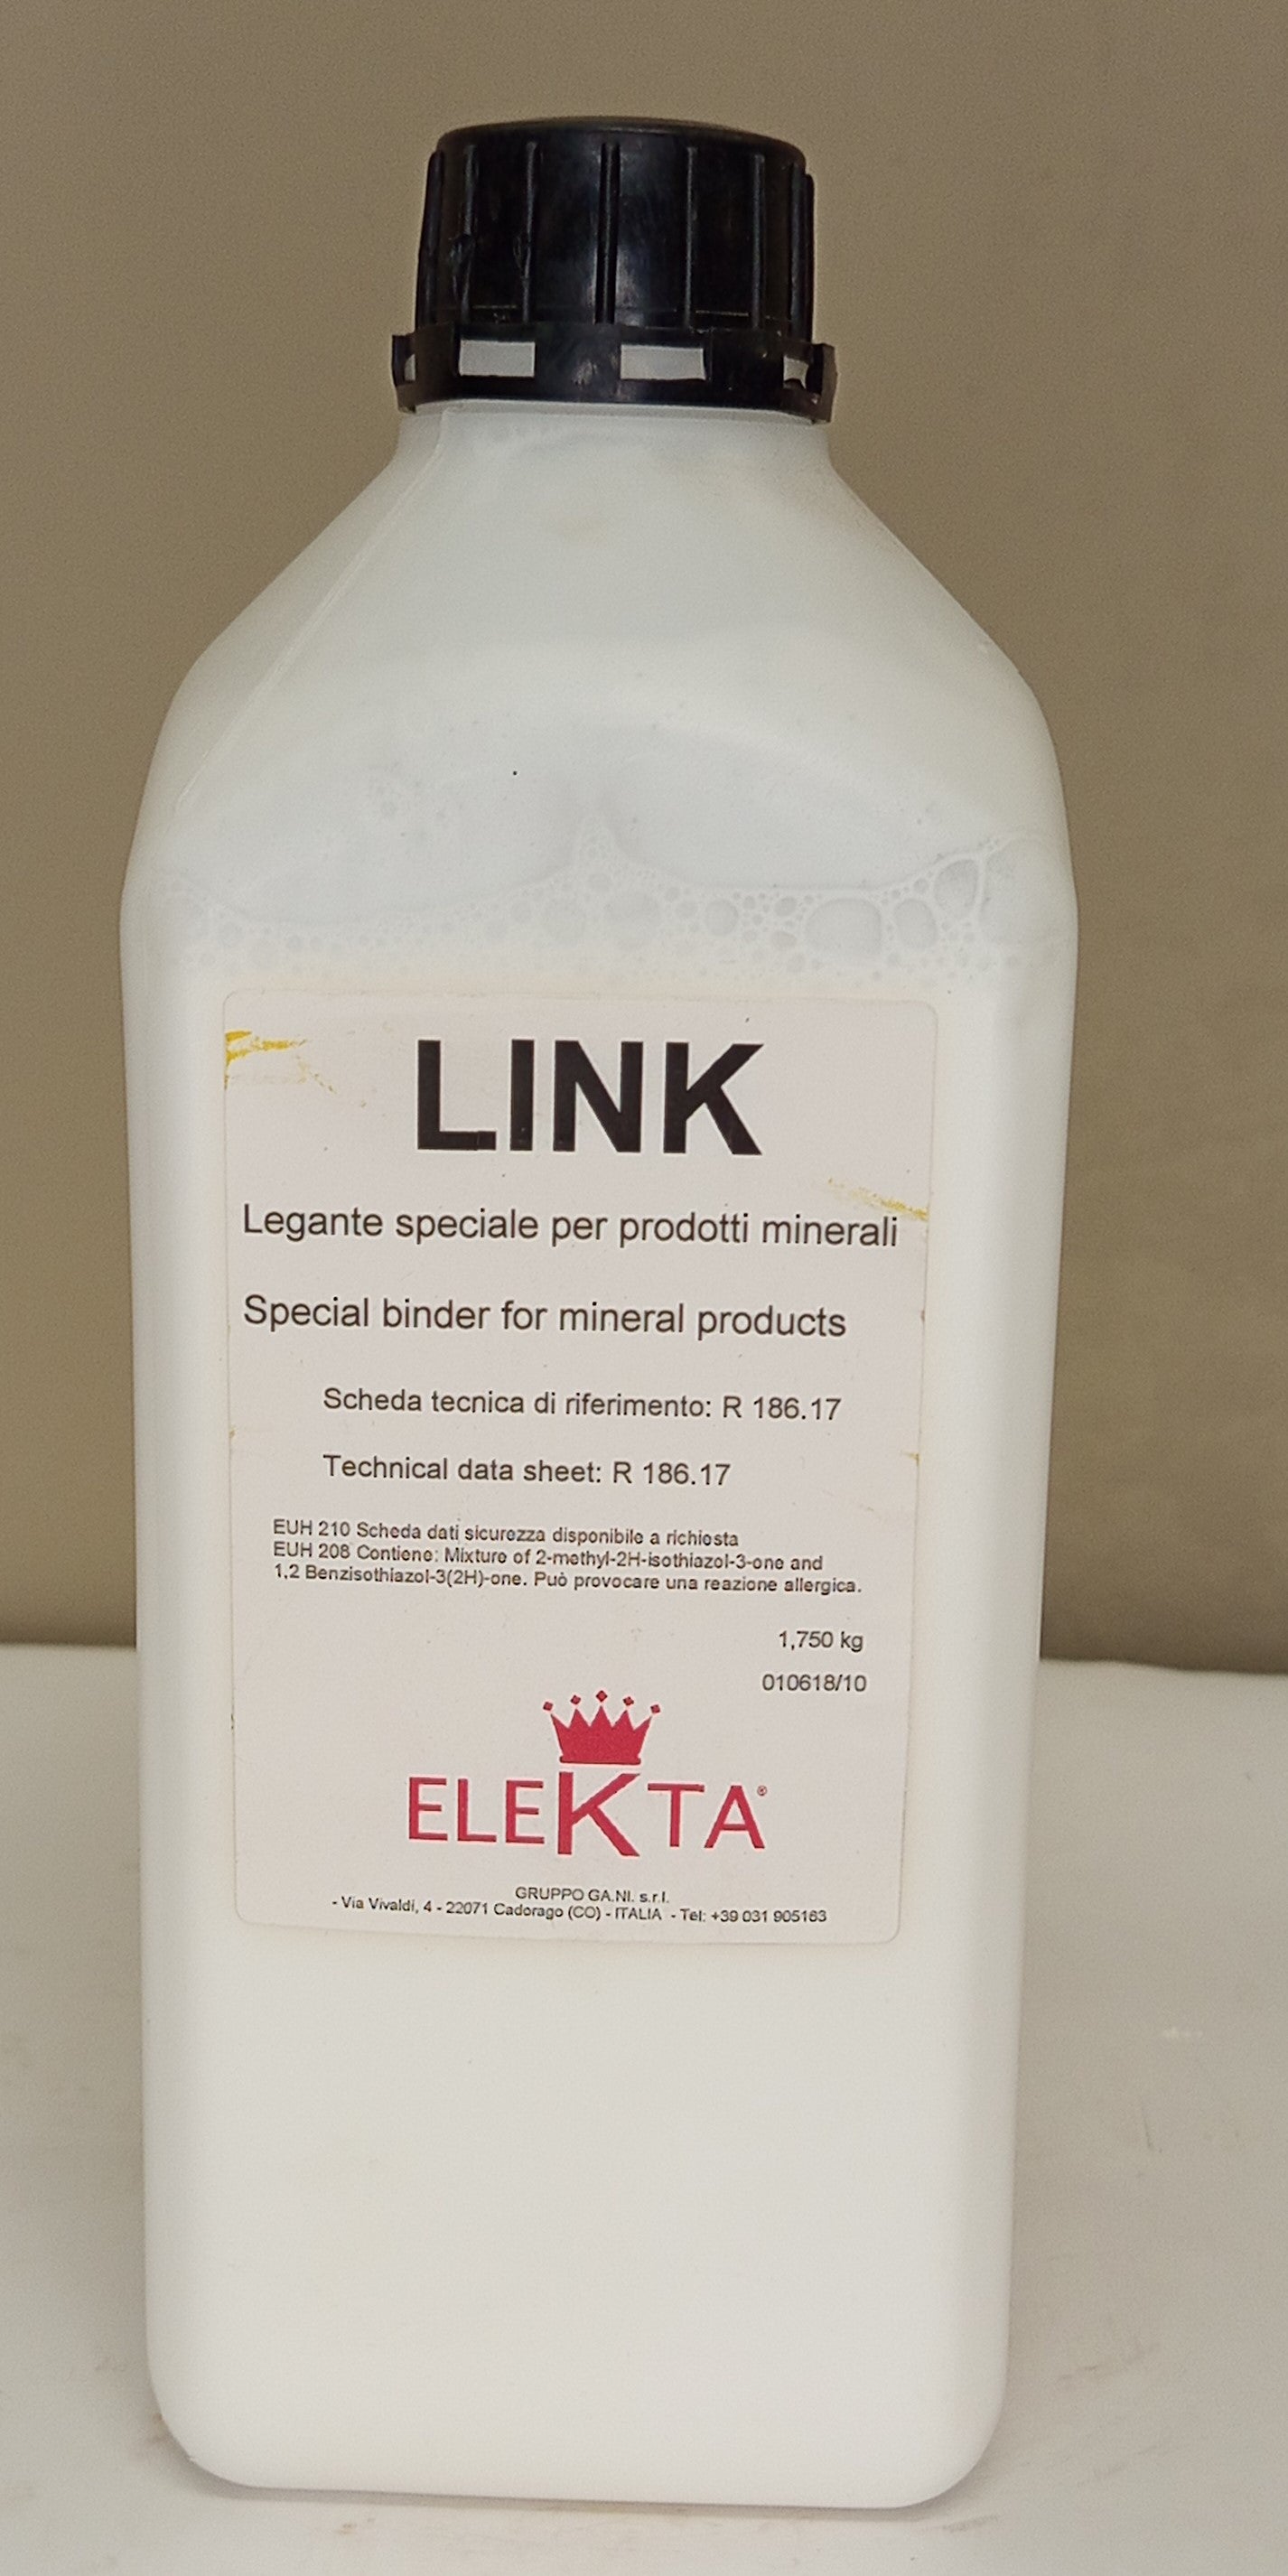 LINK
Legante speciale per prodotti minerali
Special binder for mineral products
Scheda tecnica di riferimento: R 186.17
Technical data sheet: R 186.17
EUH 210 Scheda dati sicurezza disponibile a richiesta
EUH 208 Contiene: Mixture of 2-methyl-2H-isothiazol-3-one and
1,2 Benzisothiazol-3(2H)-one. Può provocare una reazione allergica.
1,750 kg
010618/10
ELEKTA®
GRUPPO GA.NI. s.r.l.
- Via Vivaldi, 4 - 22071 Cadorago (CO) - ITALIA - Tel: +39 031 905163